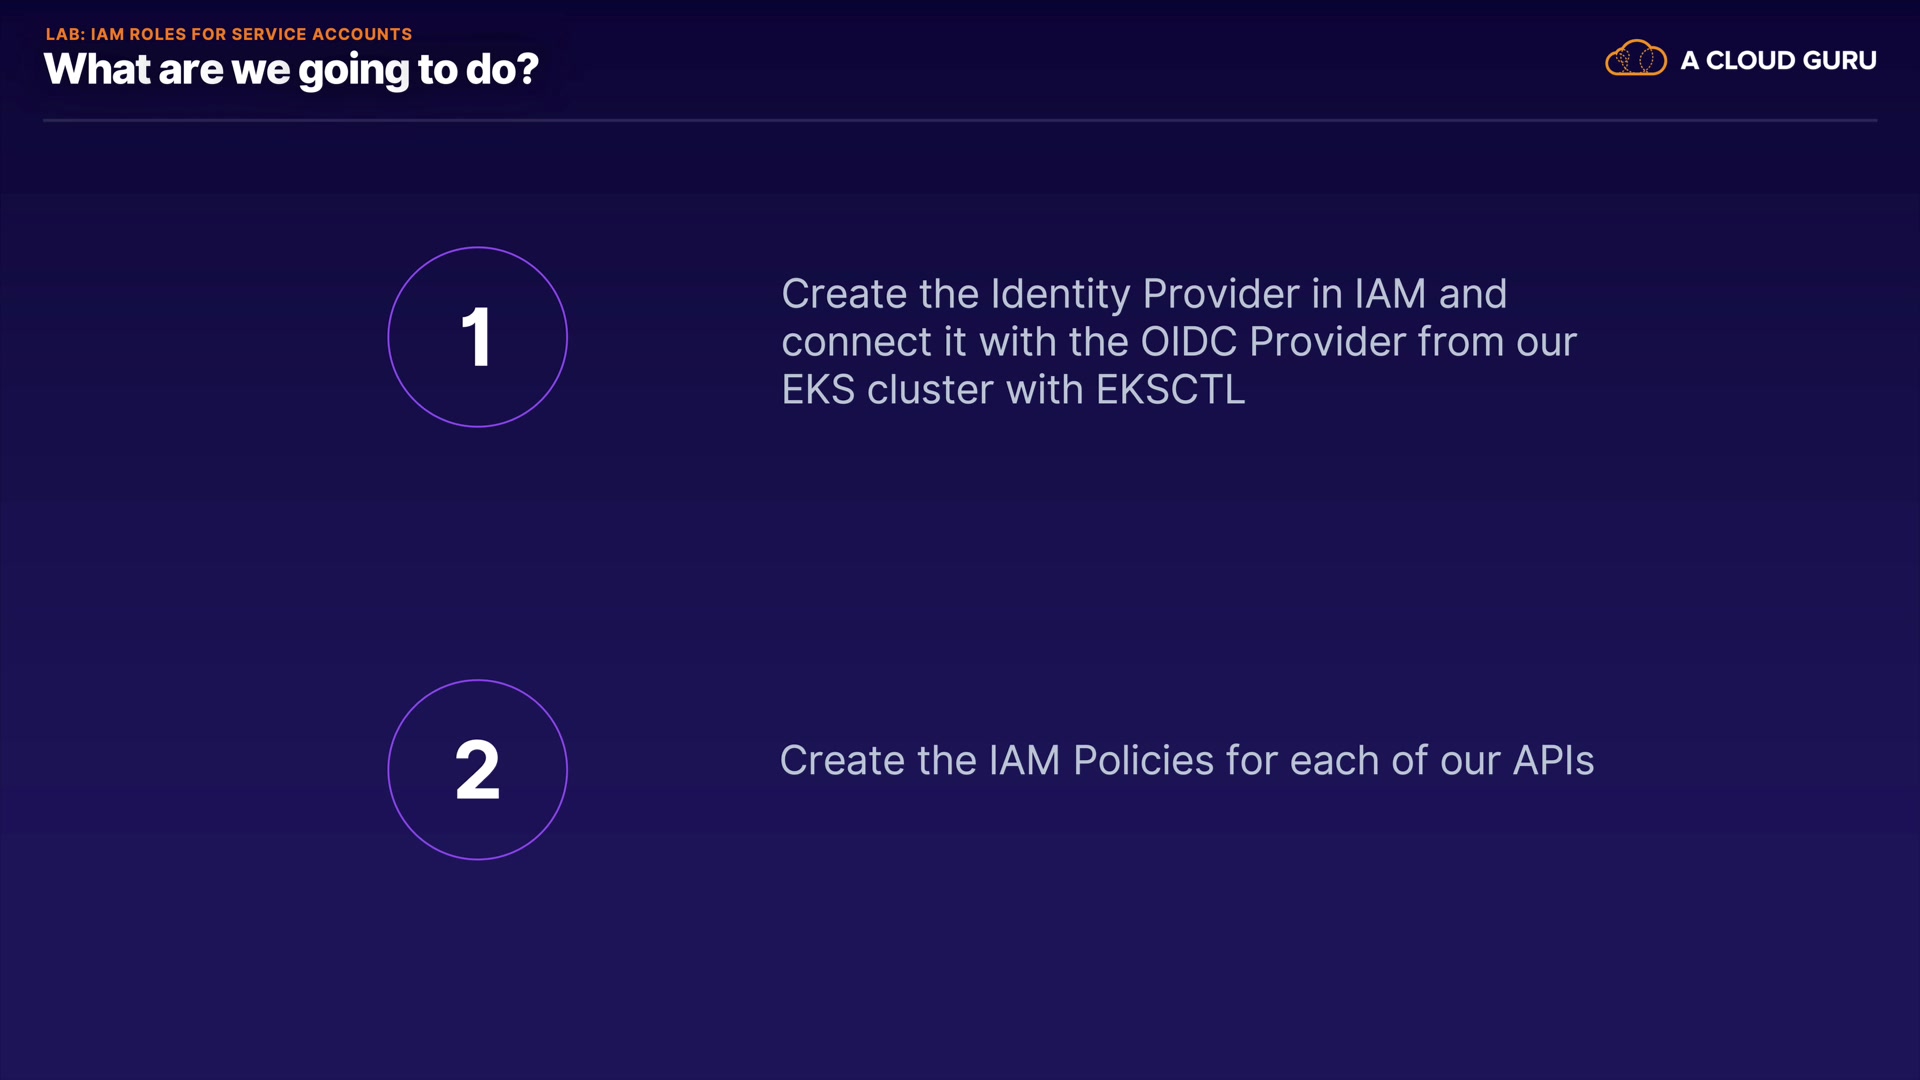 LAB: IAM ROLES FOR SERVICE ACCOUNTS
What are we going to do?
A CLOUD GURU
1
Create the Identity Provider in IAM and
connect it with the OIDC Provider from our
EKS cluster with EKSCTL
2
Create the IAM Policies for each of our APIs